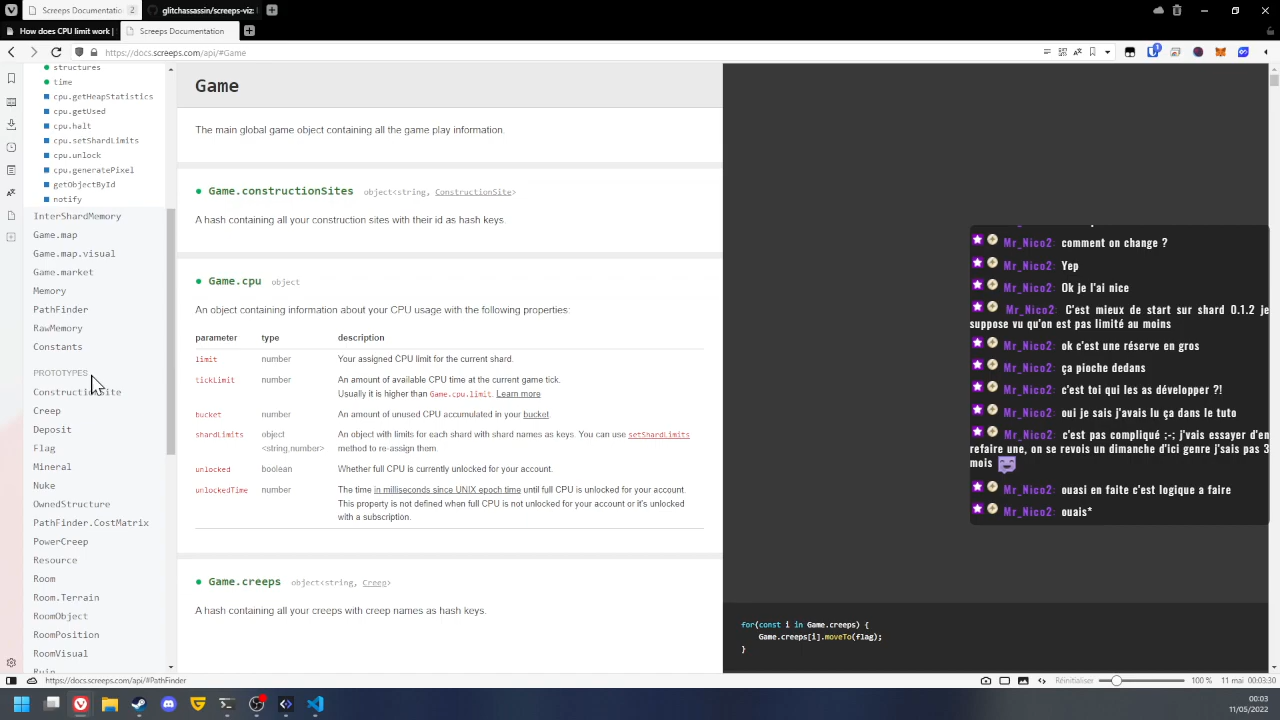 Screeps Documentation 2
glitchassassin/screeps-viz:
How does CPU limit work |
Screeps Documentation
https://docs.screeps.com/api/#Game
structures
time
cpu.getHeapStatistics
cpu.getUsed
cpu.halt
cpu.setShardLimits
cpu.unlock
cpu.generatePixel
getObjectById
notify
InterShardMemory
Game.map
Game.map.visual
Game.market
Memory
PathFinder
RawMemory
Constants
PROTOTYPES
ConstructionSite
Creep
Deposit
Flag
Mineral
Nuke
OwnedStructure
PathFinder.CostMatrix
PowerCreep
Resource
Room
Room.Terrain
RoomObject
RoomPosition
RoomVisual
Ruin
Game
The main global game object containing all the game play information.
Game.constructionSites object<string, ConstructionSite>
A hash containing all your construction sites with their id as hash keys.
Game.cpu object
An object containing information about your CPU usage with the following properties:
parameter type description
limit number Your assigned CPU limit for the current shard.
tickLimit number An amount of available CPU time at the current game tick.
Usually it is higher than Game.cpu.limit. Learn more
bucket number An amount of unused CPU accumulated in your bucket.
shardLimits object An object with limits for each shard with shard names as keys. You can use setShardLimits
<string,number> method to re-assign them.
unlocked boolean Whether full CPU is currently unlocked for your account.
unlockedTime number The time in milliseconds since UNIX epoch time until full CPU is unlocked for your account.
This property is not defined when full CPU is not unlocked for your account or it's unlocked
with a subscription.
Game.creeps object<string, Creep>
A hash containing all your creeps with creep names as hash keys.
for(const i in Game.creeps) {
Game.creeps[i].moveTo(flag);
}
Mr_Nico2: comment on change ?
Mr_Nico2: Yep
Mr_Nico2: Ok je l'ai nice
Mr_Nico2: C'est mieux de start sur shard 0.1.2 je
suppose vu qu'on est pas limité au moins
Mr_Nico2: ok c'est une réserve en gros
Mr_Nico2: ça pioche dedans
Mr_Nico2: c'est toi qui les as développer ?!
Mr_Nico2: oui je sais j'avais lu ça dans le tuto
Mr_Nico2: c'est pas compliqué ;-; j'vais essayer d'en
refaire une, on se revois un dimanche d'ici genre j'sais pas 3
mois
Mr_Nico2: ouasi en faite c'est logique a faire
Mr_Nico2: ouais*
https://docs.screeps.com/api/#PathFinder
Réinitialiser 100 % 11 mai 00:03:30
00:03
11/05/2022